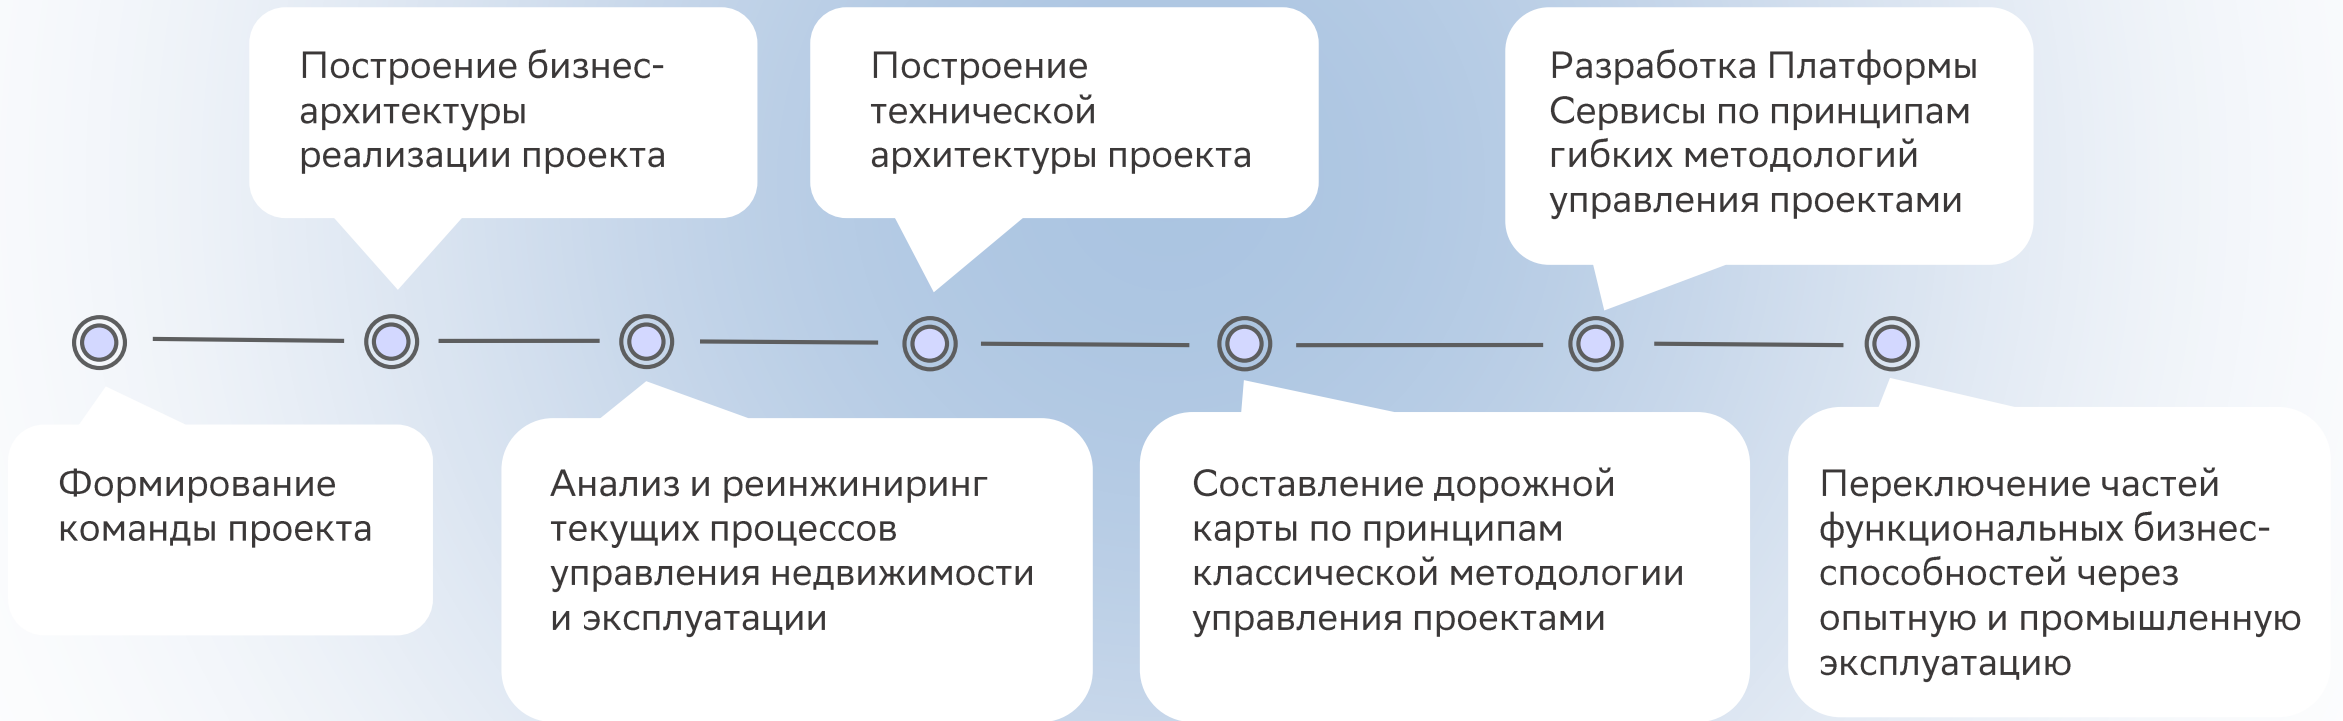 Построение бизнес-
архитектуры
реализации проекта
Построение
технической
архитектуры проекта
Разработка Платформы
Сервисы по принципам
гибких методологий
управления проектами
Формирование
команды проекта
Анализ и реинжиниринг
текущих процессов
управления недвижимости
и эксплуатации
Составление дорожной
карты по принципам
классической методологии
управления проектами
Переключение частей
функциональных бизнес-
способностей через
опытную и промышленную
эксплуатацию